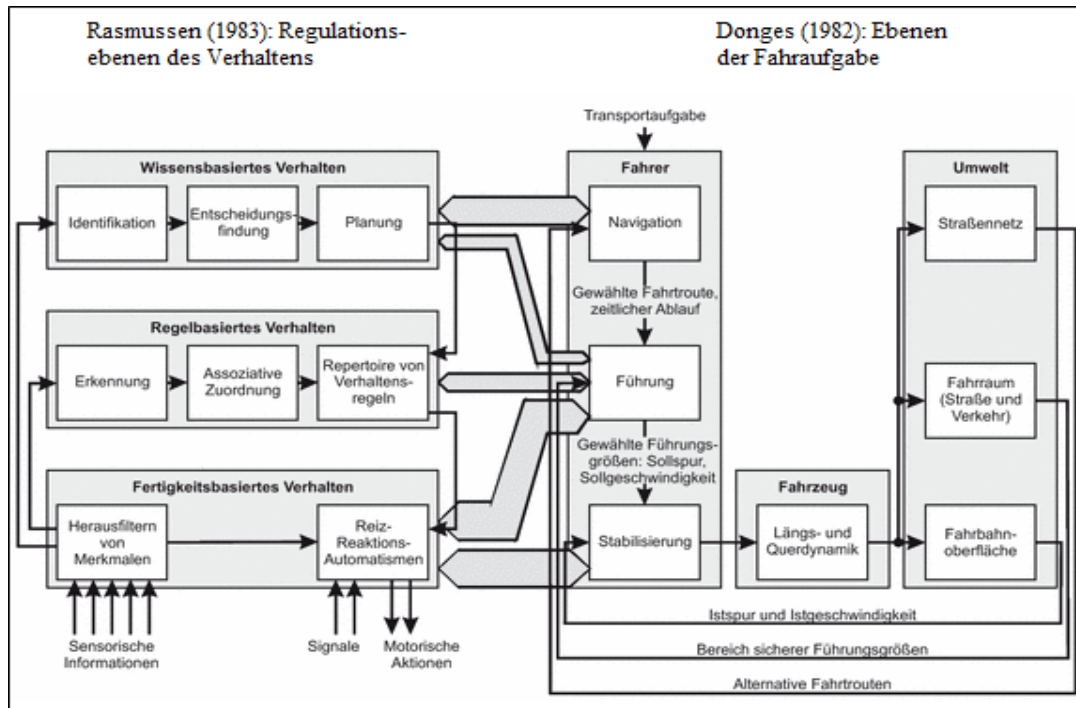 Rasmussen (1983): Regulations-
ebenen des Verhaltens
Donges (1982): Ebenen
der Fahraufgabe
Transportaufgabe
Wissensbasiertes Verhalten
Identifikation
Entscheidungs-
findung
Planung
Regelbasiertes Verhalten
Erkennung
Assoziative
Zuordnung
Repertoire von
Verhaltens-
regeln
Fertigkeitsbasiertes Verhalten
Herausfiltern
von
Merkmalen
Reiz-
Reaktions-
Automatismen
Sensorische
Informationen
Signale
Motorische
Aktionen
Fahrer
Navigation
Gewählte Fahrtroute,
zeitlicher Ablauf
Führung
Gewählte Führungs-
größen: Sollspur,
Sollgeschwindigkeit
Stabilisierung
Fahrzeug
Längs- und
Querdynamik
Umwelt
Straßennetz
Fahrraum
(Straße und
Verkehr)
Fahrbahn-
oberfläche
Istspur und Istgeschwindigkeit
Bereich sicherer Führungsgrößen
Alternative Fahrtrouten